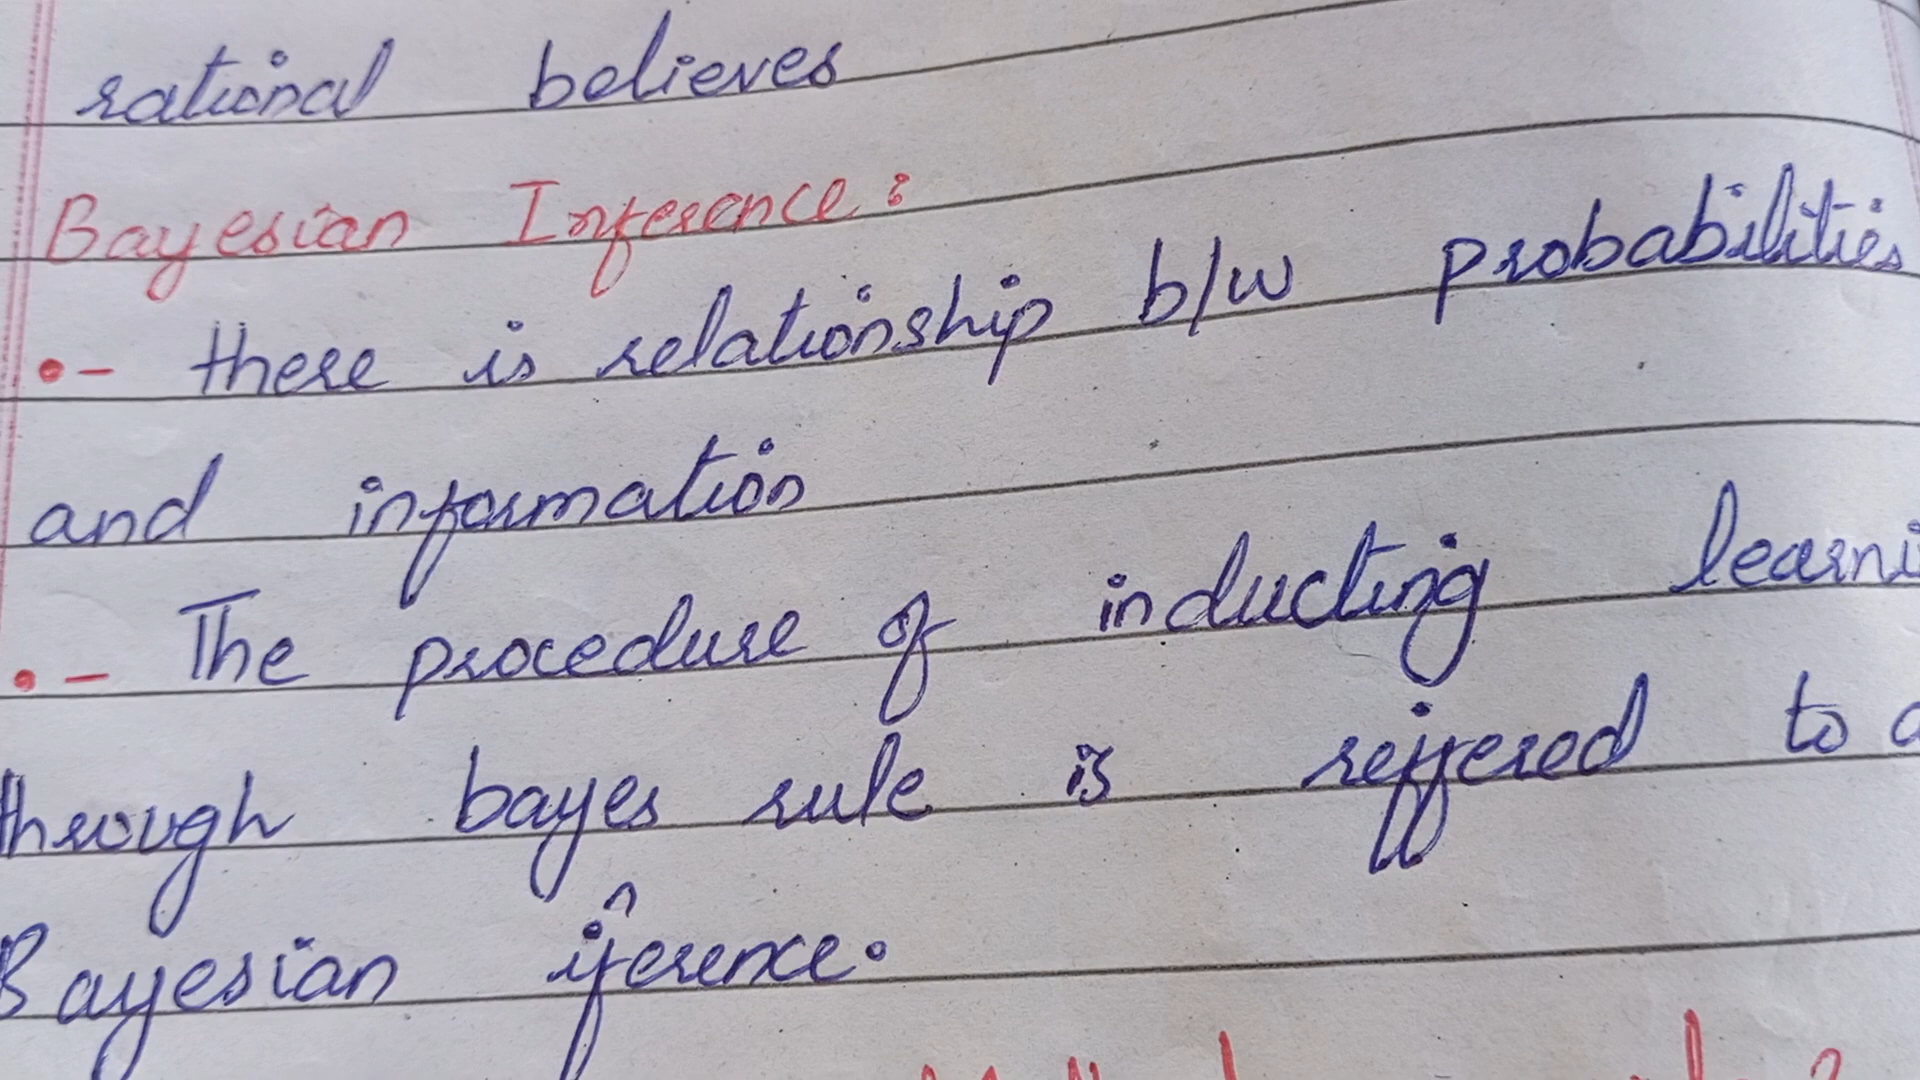 rational believes
Bayesian Inference:
•- there is relationship b/w probabilities
and information
•- The procedure of inducting learni
through bayes rule is reffered to a
Bayesian iference.